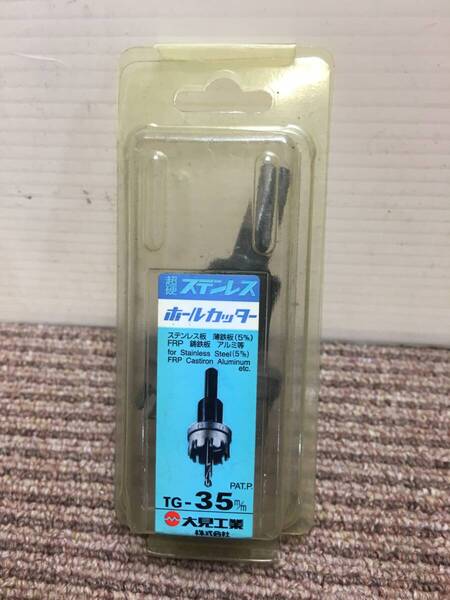 超硬 ステンレス
ホールカッター
ステンレス板 薄鉄板(5%)
FRP 鋳鉄板 アルミ等
for Stainless Steel(5%)
FRP Castiron Aluminum
etc.
PAT.P.
TG-35m/m
大見工業
株式会社